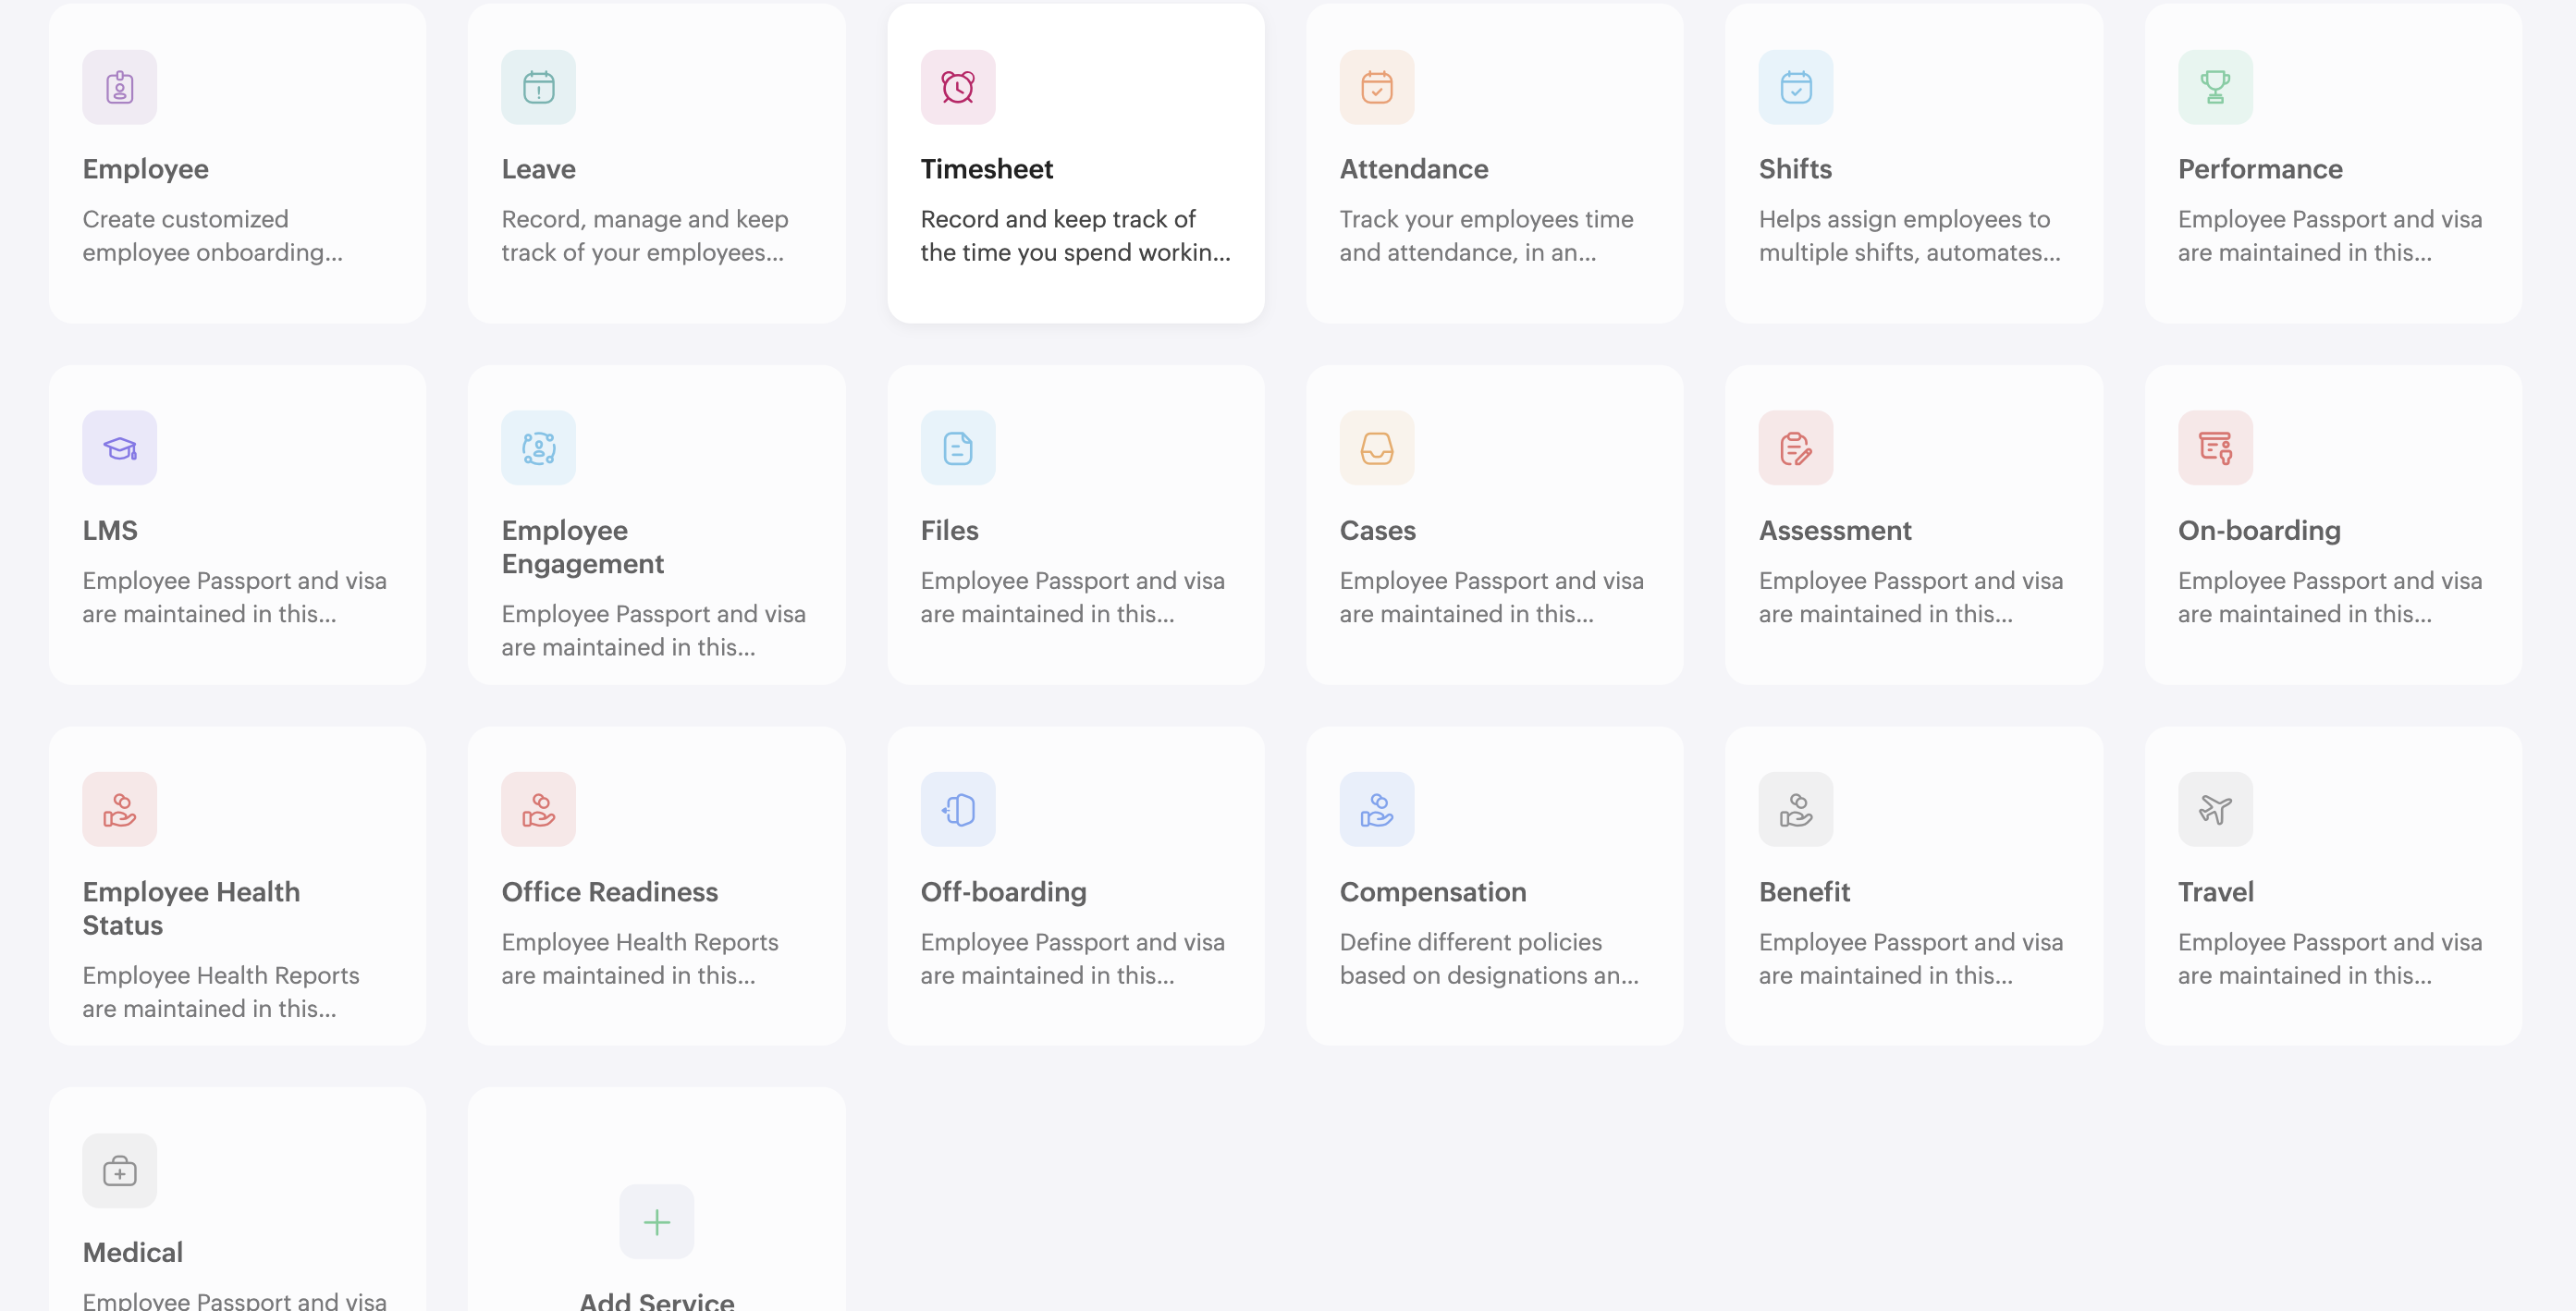 Employee
Create customized
employee onboarding...
Leave
Record, manage and keep
track of your employees...
Timesheet
Record and keep track of
the time you spend workin...
Attendance
Track your employees time
and attendance, in an...
Shifts
Helps assign employees to
multiple shifts, automates...
Performance
Employee Passport and visa
are maintained in this...
LMS
Employee Passport and visa
are maintained in this...
Employee
Engagement
Employee Passport and visa
are maintained in this...
Files
Employee Passport and visa
are maintained in this...
Cases
Employee Passport and visa
are maintained in this...
Assessment
Employee Passport and visa
are maintained in this...
On-boarding
Employee Passport and visa
are maintained in this...
Employee Health
Status
Employee Health Reports
are maintained in this...
Office Readiness
Employee Health Reports
are maintained in this...
Off-boarding
Employee Passport and visa
are maintained in this...
Compensation
Define different policies
based on designations an...
Benefit
Employee Passport and visa
are maintained in this...
Travel
Employee Passport and visa
are maintained in this...
Medical
Employee Passport and visa
Add Service